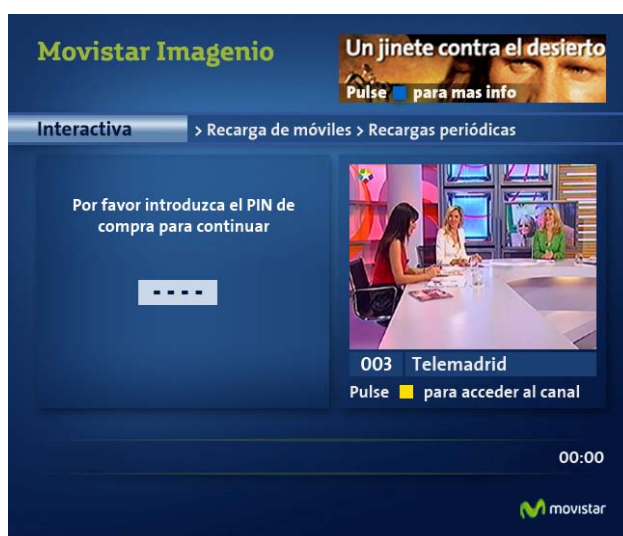 Movistar Imagenio
Un jinete contra el desierto
Pulse para mas info
Interactiva
> Recarga de móviles > Recargas periódicas
Por favor introduzca el PIN de
compra para continuar
- - - -
003 Telemadrid
Pulse para acceder al canal
00:00
movistar